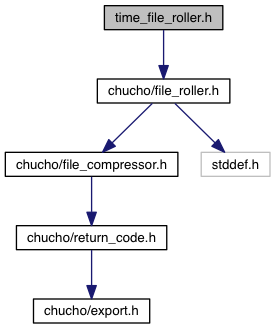 time_file_roller.h
chucho/file_roller.h
chucho/file_compressor.h
stddef.h
chucho/return_code.h
chucho/export.h